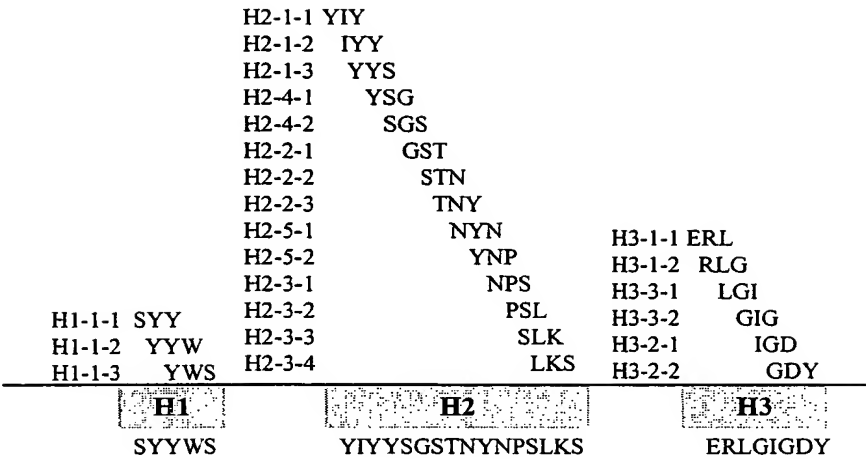 H2-1-1 YIY
H2-1-2 IYY
H2-1-3 YYS
H2-4-1 YSG
H2-4-2 SGS
H2-2-1 GST
H2-2-2 STN
H2-2-3 TNY
H2-5-1 NYN
H2-5-2 YNP
H2-3-1 NPS
H2-3-2 PSL
H2-3-3 SLK
H2-3-4 LKS
H1-1-1 SYY
H1-1-2 YYW
H1-1-3 YWS
H3-1-1 ERL
H3-1-2 RLG
H3-3-1 LGI
H3-3-2 GIG
H3-2-1 IGD
H3-2-2 GDY
H1 H2 H3
SYYWS YIYYSGSTNYNPSLKS ERLGIGDY